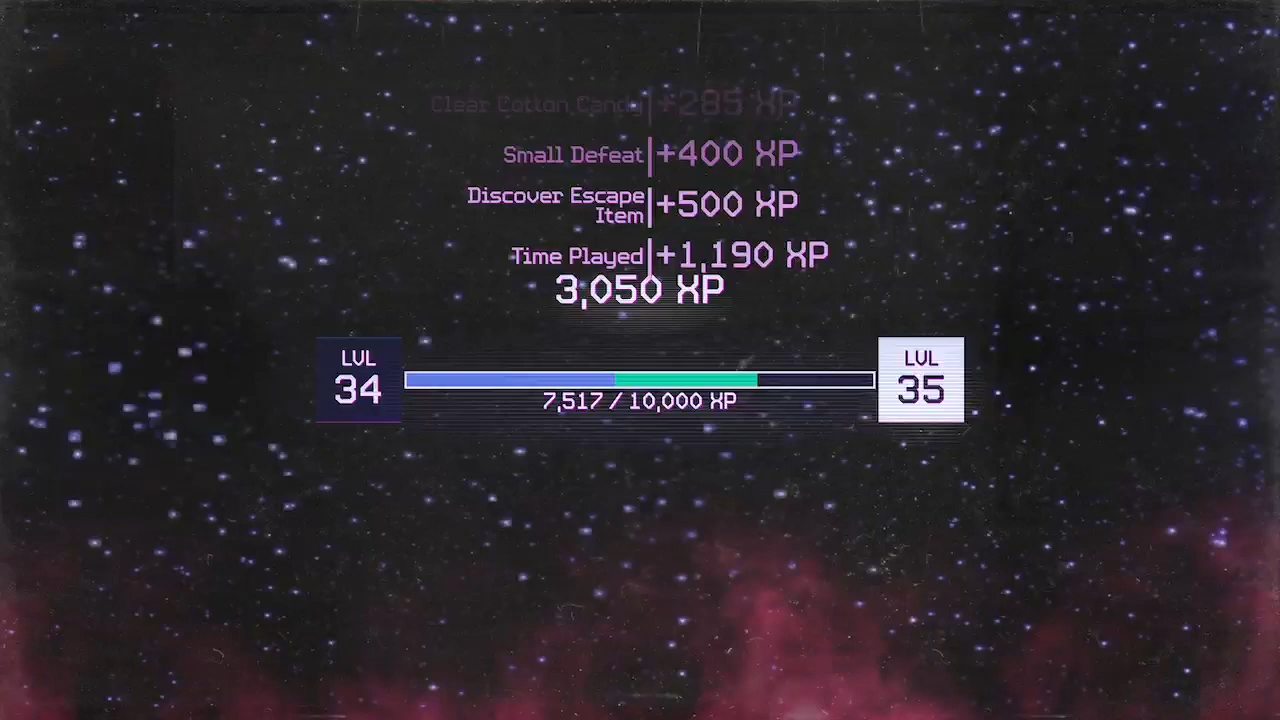 Clear Cotton Candy +285 XP
Small Defeat +400 XP
Discover Escape
Item +500 XP
Time Played +1,190 XP
3,050 XP
LVL
34
7,517 / 10,000 XP
LVL
35